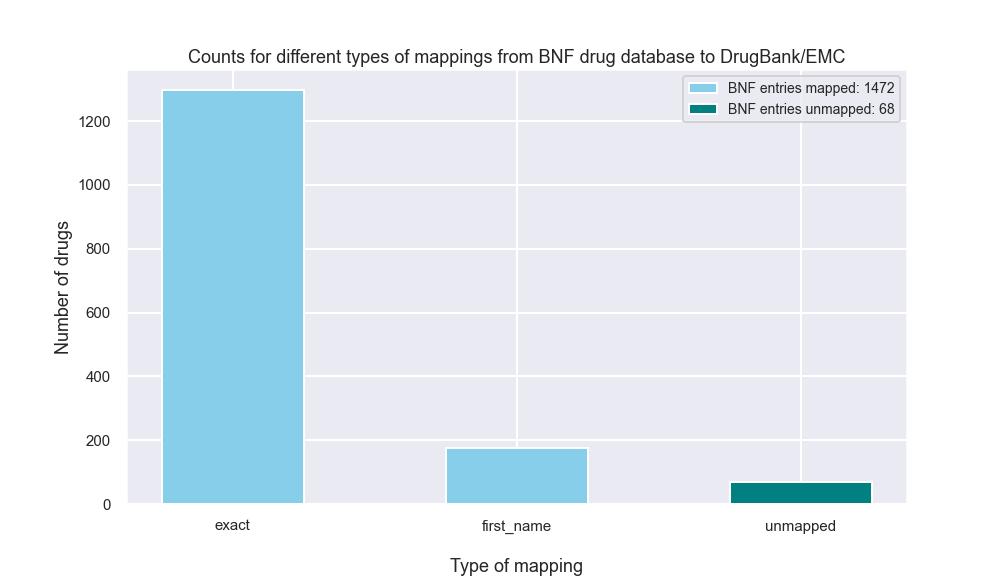 Counts for different types of mappings from BNF drug database to DrugBank/EMC
BNF entries mapped: 1472
BNF entries unmapped: 68
1200
1000
800
600
400
200
0
Number of drugs
exact
first_name
unmapped
Type of mapping